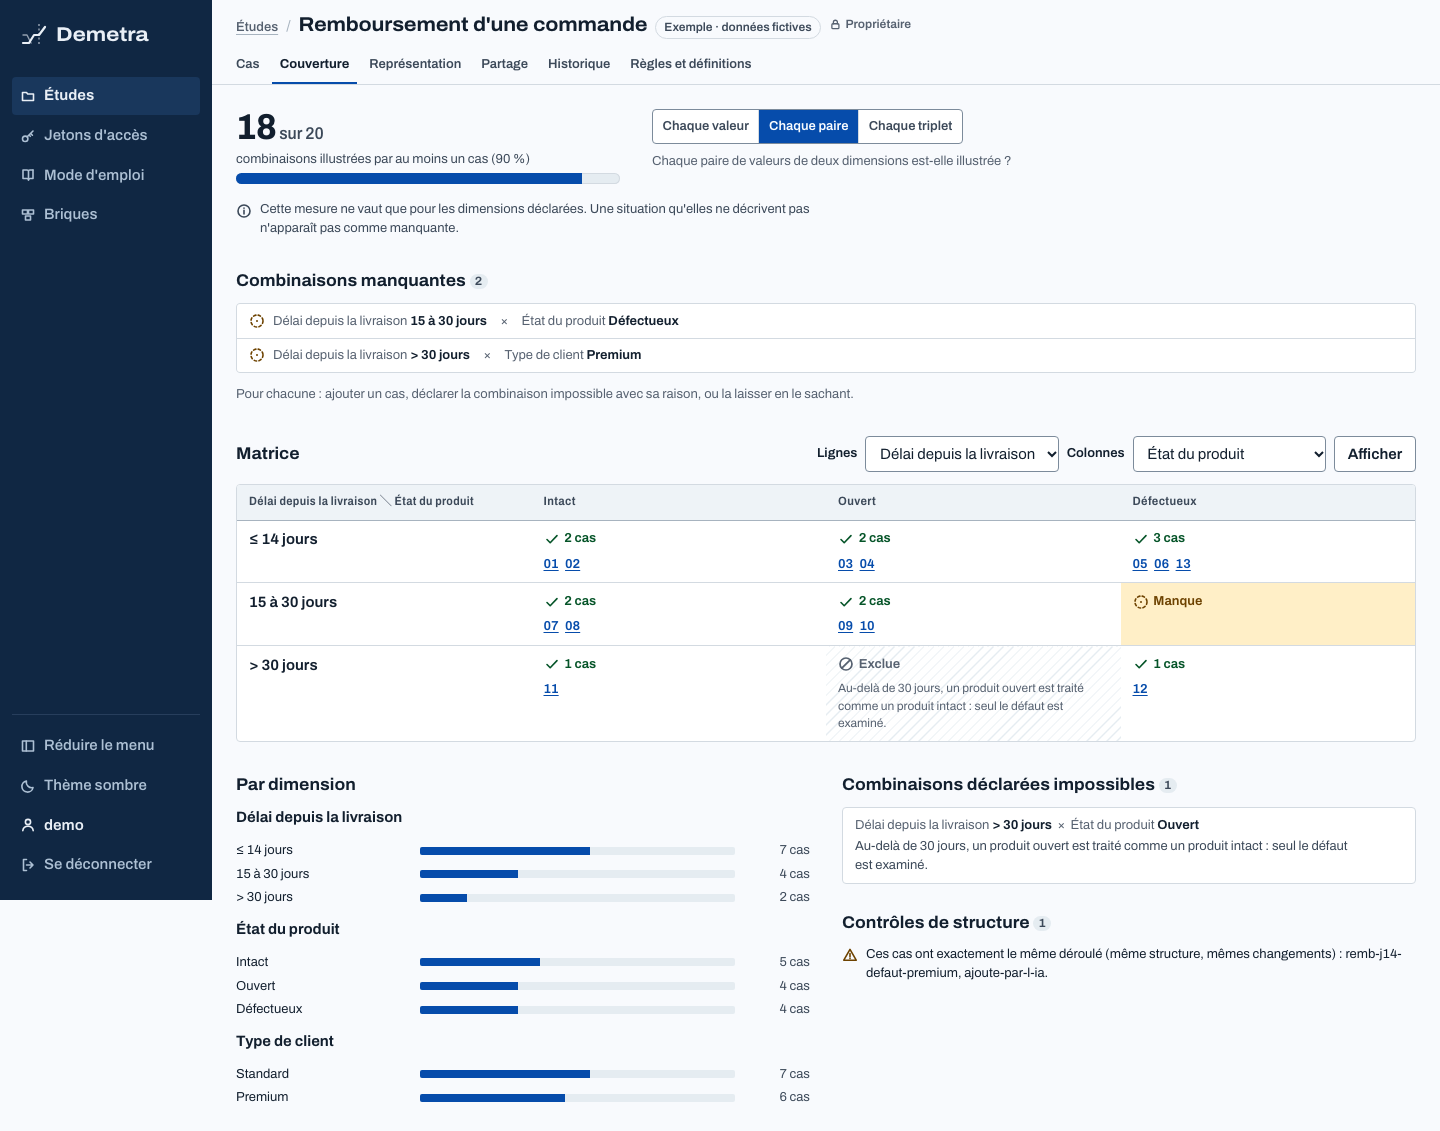 Demetra
Études
Jetons d'accès
Mode d'emploi
Briques
Réduire le menu
Thème sombre
demo
Se déconnecter
Études / Remboursement d'une commande Exemple · données fictives Propriétaire
Cas Couverture Représentation Partage Historique Règles et définitions
18 sur 20
combinaisons illustrées par au moins un cas (90 %)
Chaque valeur Chaque paire Chaque triplet
Chaque paire de valeurs de deux dimensions est-elle illustrée ?
Cette mesure ne vaut que pour les dimensions déclarées. Une situation qu'elles ne décrivent pas
n'apparaît pas comme manquante.
Combinaisons manquantes 2
Délai depuis la livraison 15 à 30 jours × État du produit Défectueux
Délai depuis la livraison > 30 jours × Type de client Premium
Pour chacune : ajouter un cas, déclarer la combinaison impossible avec sa raison, ou la laisser en le sachant.
Matrice Lignes Délai depuis la livraison Colonnes État du produit Afficher
Délai depuis la livraison \ État du produit Intact Ouvert Défectueux
≤ 14 jours 2 cas 2 cas 3 cas
01 02 03 04 05 06 13
15 à 30 jours 2 cas 2 cas Manque
07 08 09 10
> 30 jours 1 cas Exclue 1 cas
11 Au-delà de 30 jours, un produit ouvert est traité 12
comme un produit intact : seul le défaut est
examiné.
Par dimension
Délai depuis la livraison
≤ 14 jours 7 cas
15 à 30 jours 4 cas
> 30 jours 2 cas
État du produit
Intact 5 cas
Ouvert 4 cas
Défectueux 4 cas
Type de client
Standard 7 cas
Premium 6 cas
Combinaisons déclarées impossibles 1
Délai depuis la livraison > 30 jours × État du produit Ouvert
Au-delà de 30 jours, un produit ouvert est traité comme un produit intact : seul le défaut
est examiné.
Contrôles de structure 1
Ces cas ont exactement le même déroulé (même structure, mêmes changements) : remb-j14-
defaut-premium, ajoute-par-l-ia.